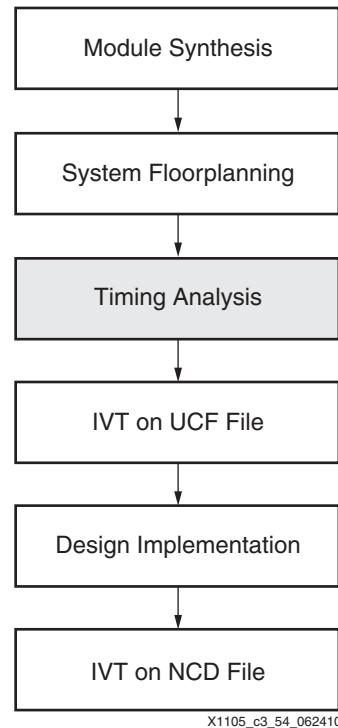 Module Synthesis
System Floorplanning
Timing Analysis
IVT on UCF File
Design Implementation
IVT on NCD File
X1105_c3_54_062410